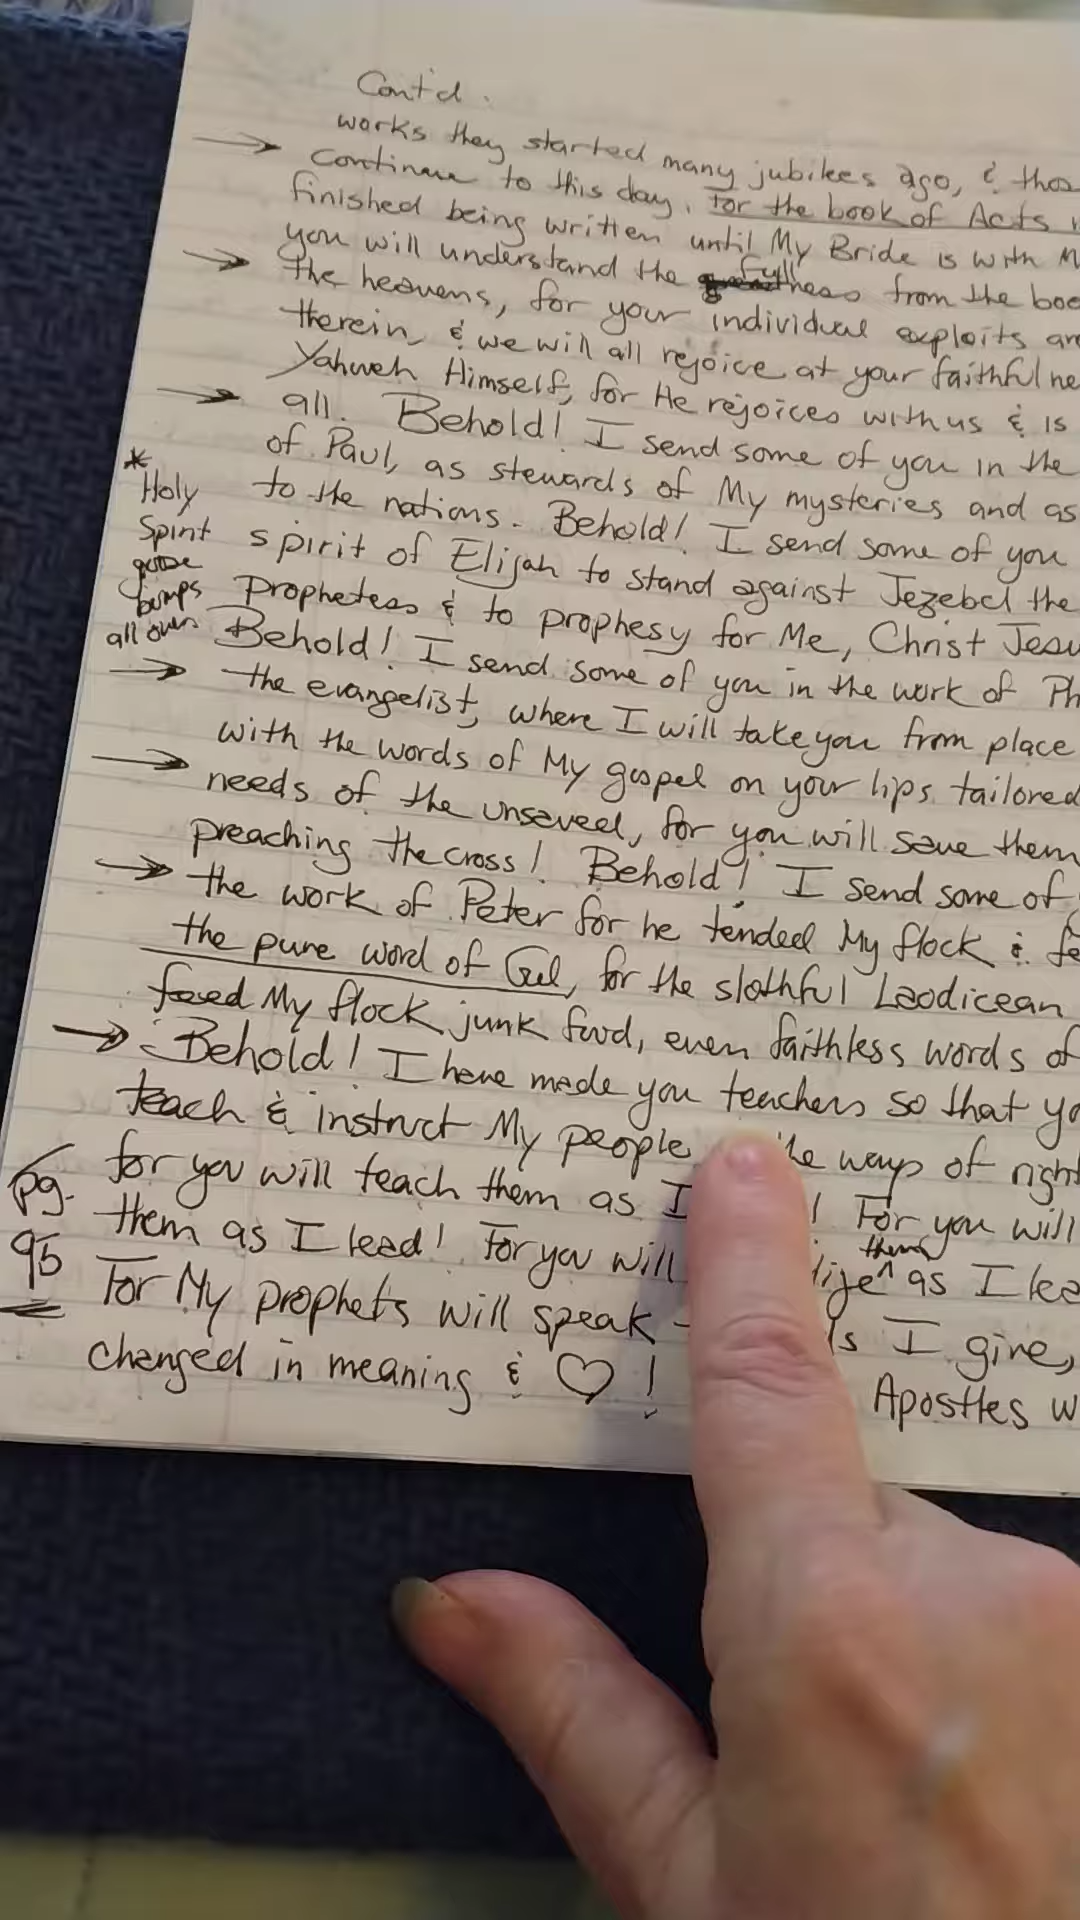 Cont'd.
works they started many jubilees ago, & thos
continue to this day. For the book of Acts
finished being written until My Bride is with M
you will understand the fullness from the boo
the heavens, for your individual exploits are
therein, & we will all rejoice at your faithfulne
Yahweh Himself, for He rejoices with us & is
all. Behold! I send some of you in the
of Paul, as stewards of My mysteries and as
to the nations. Behold! I send some of you
spirit of Elijah to stand against Jezebel the
Prophetess & to prophesy for Me, Christ Jesu
Behold! I send some of you in the work of Ph
the evangelist, where I will take you from place
with the words of My gospel on your lips tailored
needs of the unsaved, for you will save them
preaching the cross! Behold! I send some of
the work of Peter for he tended My flock & fe
the pure word of God, for the slothful Laodicean
feed My flock junk food, even faithless words of
Behold! I have made you teachers so that yo
teach & instruct My people the ways of right
for you will teach them as I ! For you will
them as I lead! For you will them as I lea
For My prophets will speak I give,
changed in meaning & ♡! Apostles w
*
Holy
Spirit
goose
bumps
all over
pg.
95